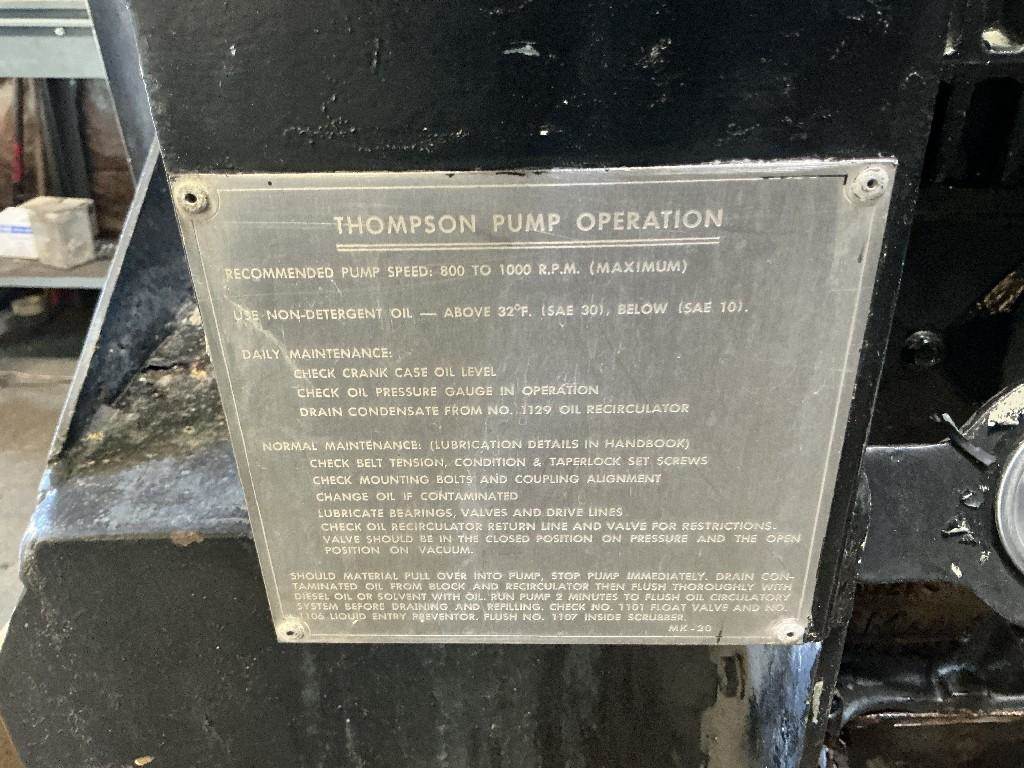 THOMPSON PUMP OPERATION
RECOMMENDED PUMP SPEED: 800 TO 1000 R.P.M. (MAXIMUM)
USE NON-DETERGENT OIL — ABOVE 32°F. (SAE 30), BELOW (SAE 10).
DAILY MAINTENANCE:
CHECK CRANK CASE OIL LEVEL
CHECK OIL PRESSURE GAUGE IN OPERATION
DRAIN CONDENSATE FROM NO. 1129 OIL RECIRCULATOR
NORMAL MAINTENANCE: (LUBRICATION DETAILS IN HANDBOOK)
CHECK BELT TENSION, CONDITION & TAPERLOCK SET SCREWS
CHECK MOUNTING BOLTS AND COUPLING ALIGNMENT
CHANGE OIL IF CONTAMINATED
LUBRICATE BEARINGS, VALVES AND DRIVE LINES
CHECK OIL RECIRCULATOR RETURN LINE AND VALVE FOR RESTRICTIONS.
VALVE SHOULD BE IN THE CLOSED POSITION ON PRESSURE AND THE OPEN
POSITION ON VACUUM.
SHOULD MATERIAL PULL OVER INTO PUMP, STOP PUMP IMMEDIATELY. DRAIN CON-
TAMINATED OIL FROM BLOCK AND RECIRCULATOR THEN FLUSH THOROUGHLY WITH
DIESEL OIL OR SOLVENT WITH OIL. RUN PUMP 2 MINUTES TO FLUSH OIL CIRCULATORY
SYSTEM BEFORE DRAINING AND REFILLING. CHECK NO. 1101 FLOAT VALVE AND NO.
1106 LIQUID ENTRY PREVENTOR. FLUSH NO. 1107 INSIDE SCRUBBER.
MK-20